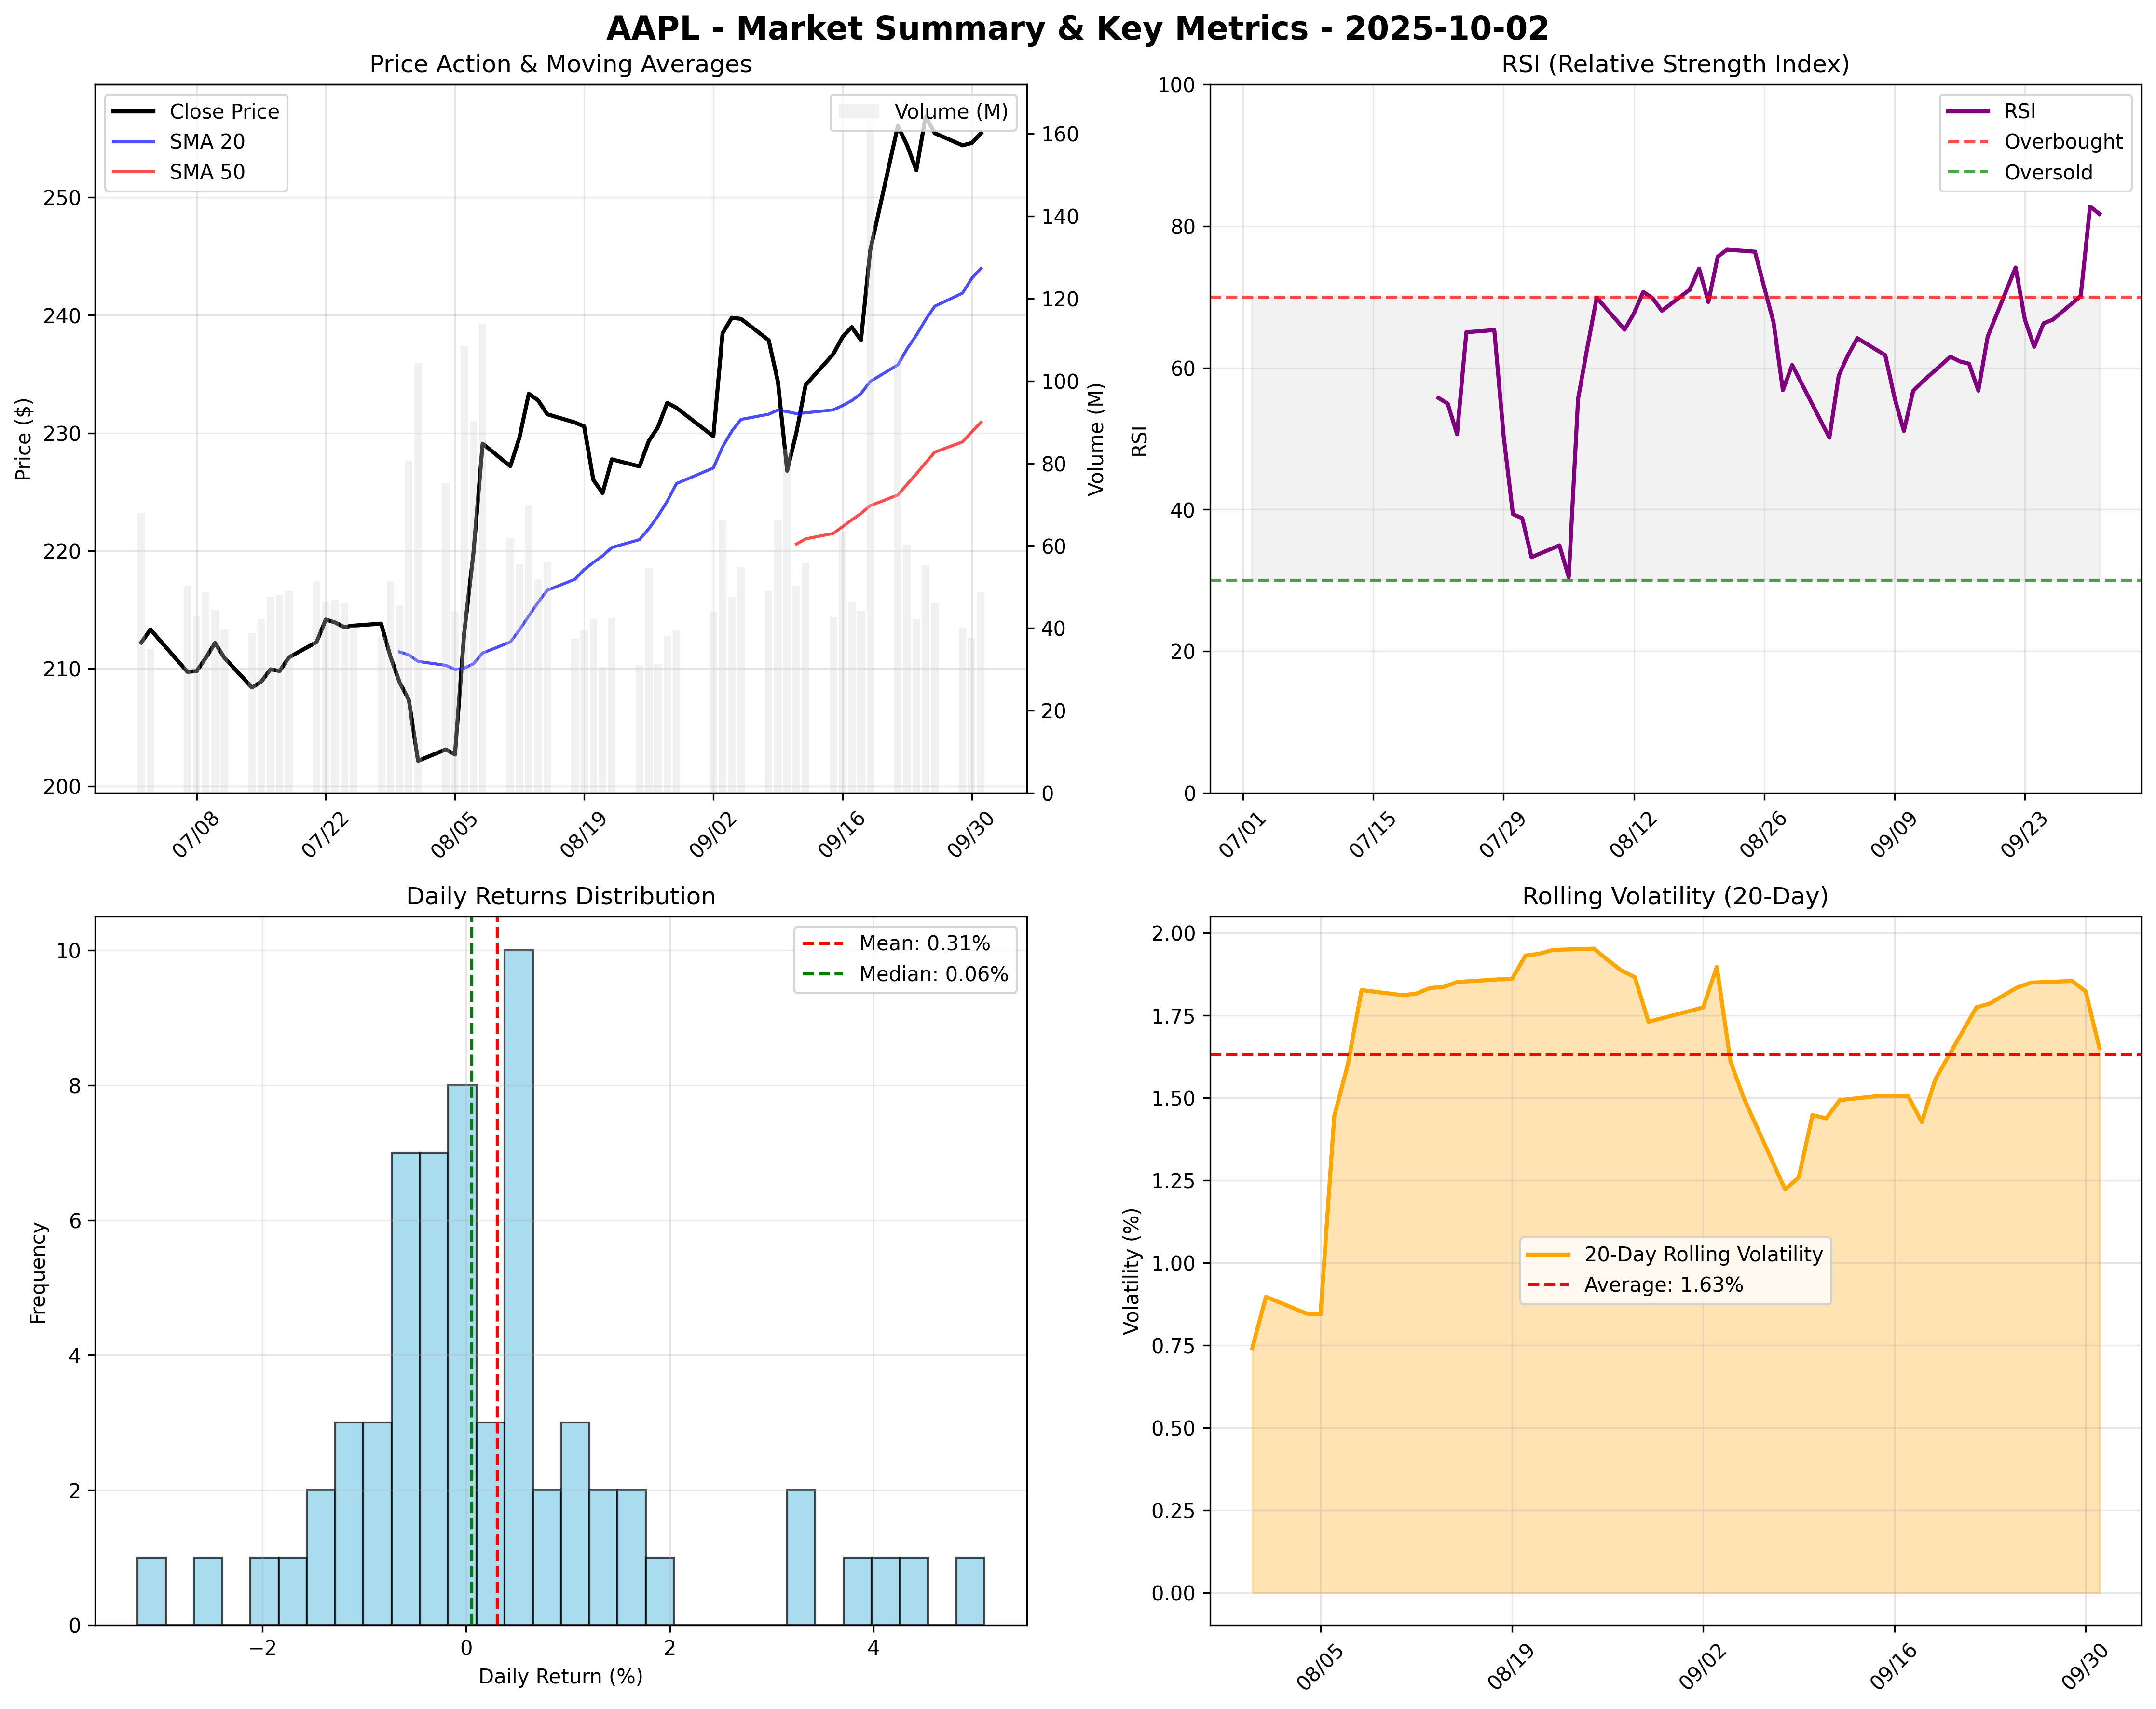 AAPL - Market Summary & Key Metrics - 2025-10-02
Price Action & Moving Averages
Close Price
SMA 20
SMA 50
Volume (M)
Price ($)
250
240
230
220
210
200
160
140
120
100
80
60
40
20
0
Volume (M)
07/08
07/22
08/05
08/19
09/02
09/16
09/30
RSI (Relative Strength Index)
RSI
Overbought
Oversold
RSI
100
80
60
40
20
0
07/01
07/15
07/29
08/12
08/26
09/09
09/23
Daily Returns Distribution
Mean: 0.31%
Median: 0.06%
Frequency
10
8
6
4
2
0
−2
0
2
4
Daily Return (%)
Rolling Volatility (20-Day)
20-Day Rolling Volatility
Average: 1.63%
Volatility (%)
2.00
1.75
1.50
1.25
1.00
0.75
0.50
0.25
0.00
08/05
08/19
09/02
09/16
09/30